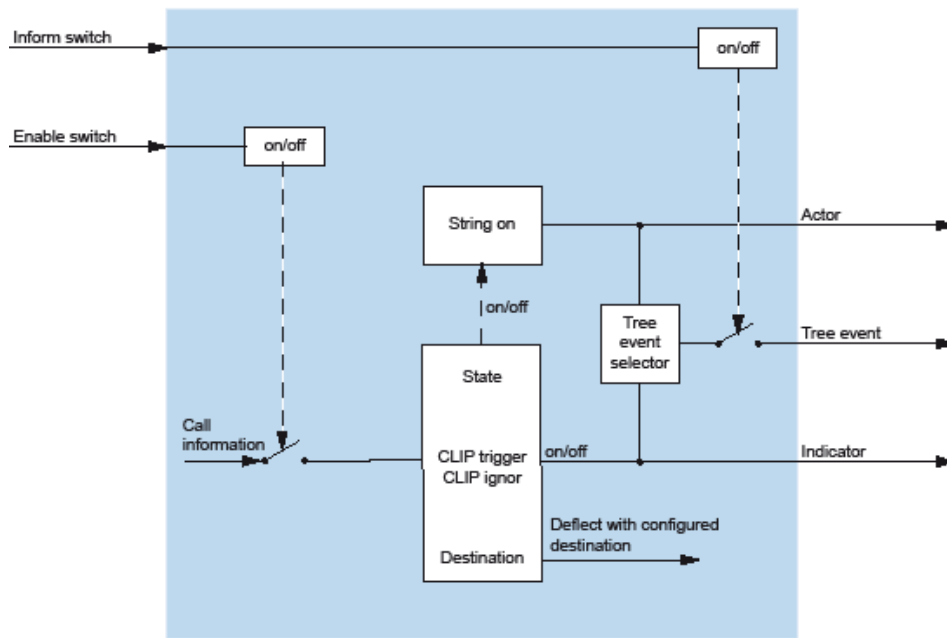 Inform switch
on/off
Enable switch
on/off
String on
Actor
on/off
Tree
event
selector
Tree event
State
Call
information
CLIP trigger
CLIP ignor
on/off
Indicator
Deflect with configured
destination
Destination